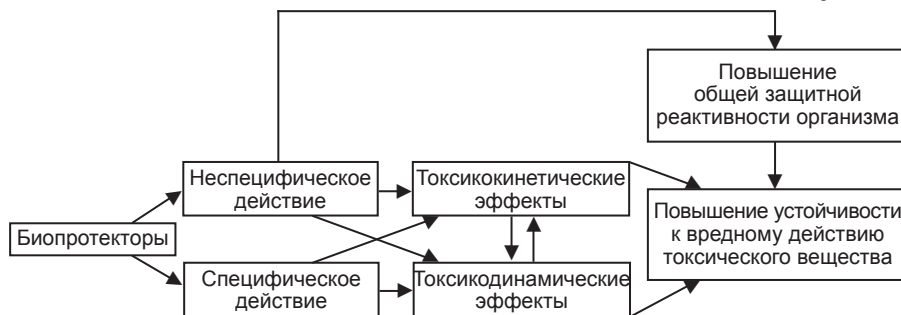 Повышение
общей защитной
реактивности организма
Неспецифическое
действие
Токсикокинетические
эффекты
Биопротекторы
Повышение устойчивости
к вредному действию
токсического вещества
Специфическое
действие
Токсикодинамические
эффекты